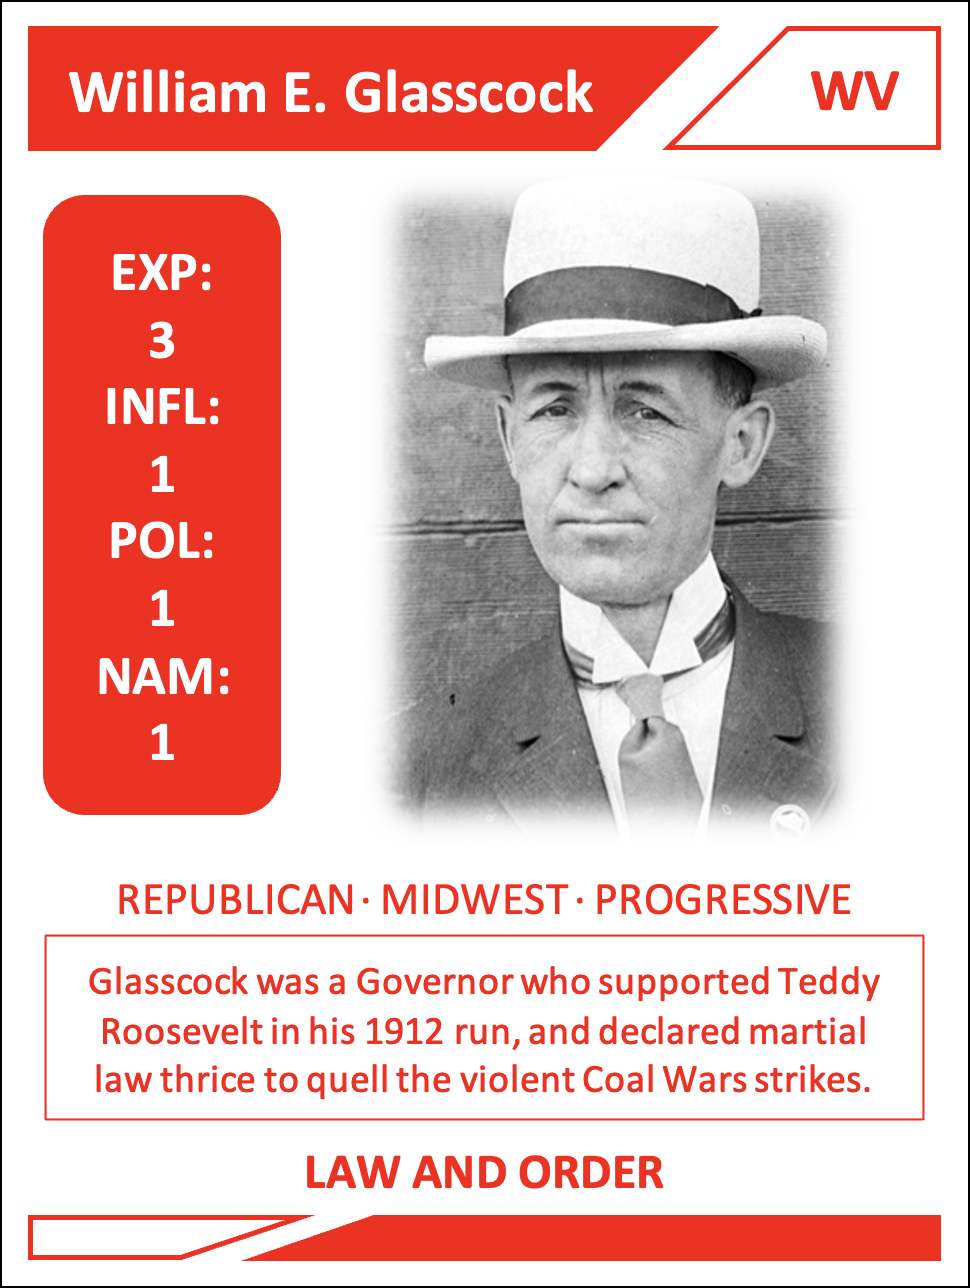 William E. Glasscock
WV
EXP:
3
INFL:
1
POL:
1
NAM:
1
REPUBLICAN · MIDWEST · PROGRESSIVE
Glasscock was a Governor who supported Teddy
Roosevelt in his 1912 run, and declared martial
law thrice to quell the violent Coal Wars strikes.
LAW AND ORDER